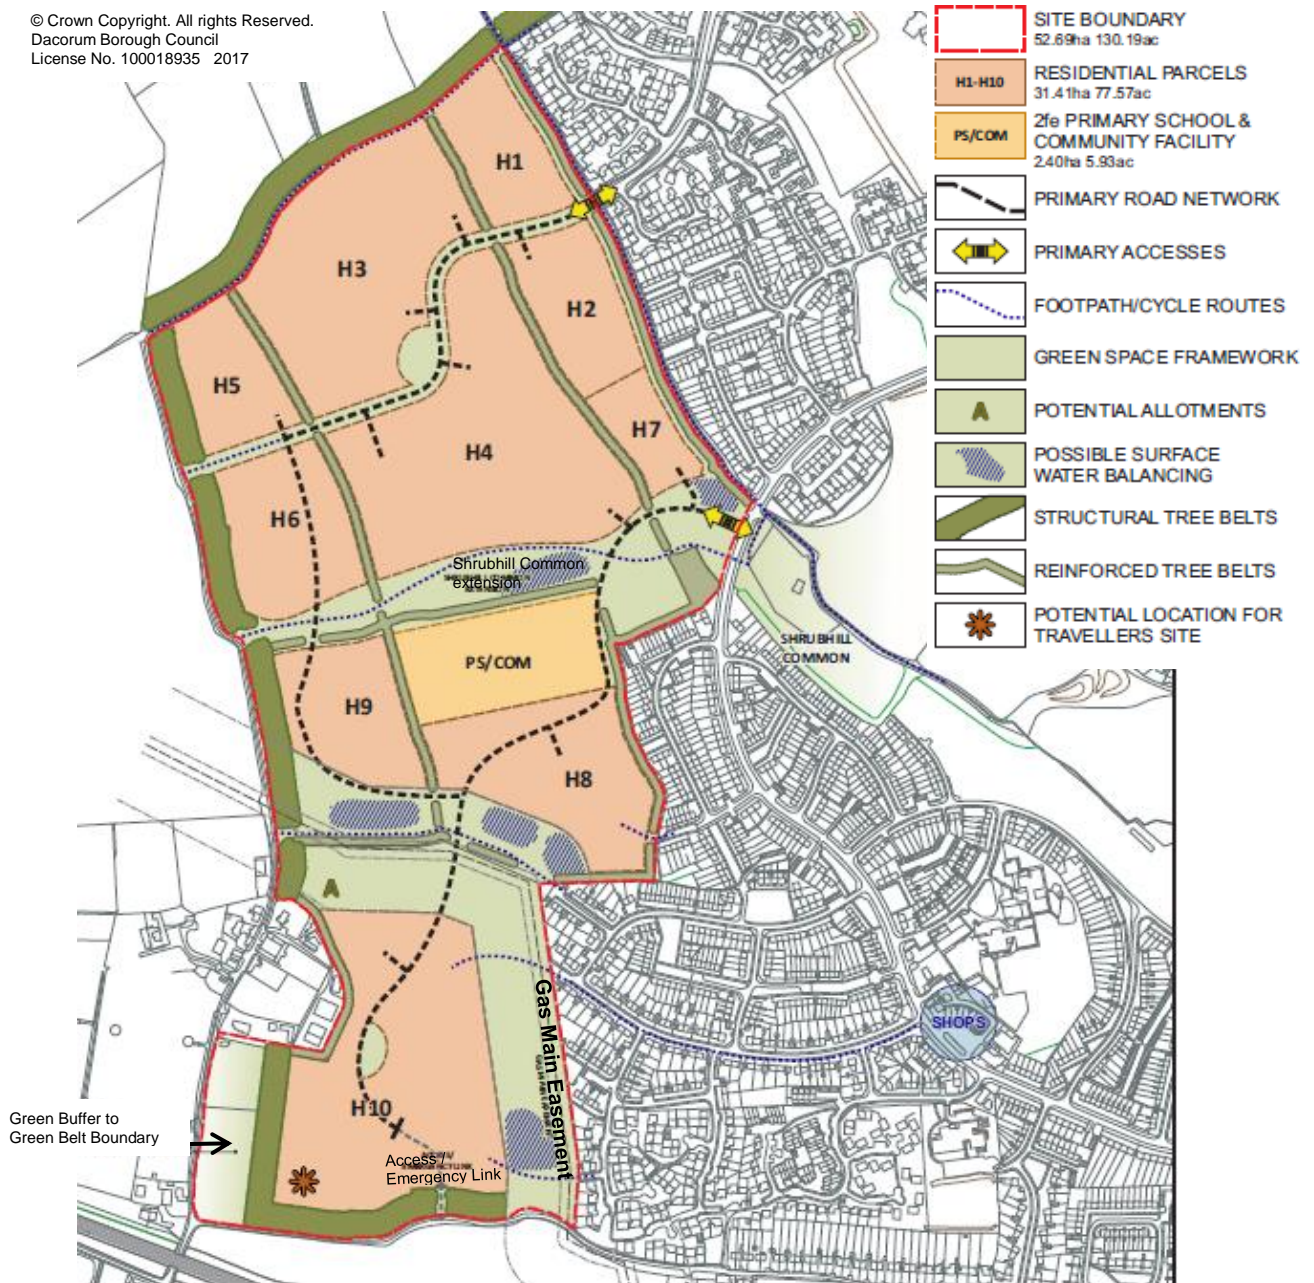 © Crown Copyright. All rights Reserved.
Dacorum Borough Council
License No. 100018935 2017
SITE BOUNDARY
52.69ha 130.19ac
H1-H10
RESIDENTIAL PARCELS
31.41ha 77.57ac
PS/COM
2fe PRIMARY SCHOOL &
COMMUNITY FACILITY
2.40ha 5.93ac
PRIMARY ROAD NETWORK
PRIMARY ACCESSES
FOOTPATH/CYCLE ROUTES
GREEN SPACE FRAMEWORK
A
POTENTIAL ALLOTMENTS
POSSIBLE SURFACE
WATER BALANCING
STRUCTURAL TREE BELTS
REINFORCED TREE BELTS
POTENTIAL LOCATION FOR
TRAVELLERS SITE
H1
H3
H2
H5
H7
H4
H6
Shrubhill Common
extension
SHRUBHILL
COMMON
PS/COM
H9
H8
A
Gas Main Easement
SHOPS
H10
Green Buffer to
Green Belt Boundary
Access /
Emergency Link